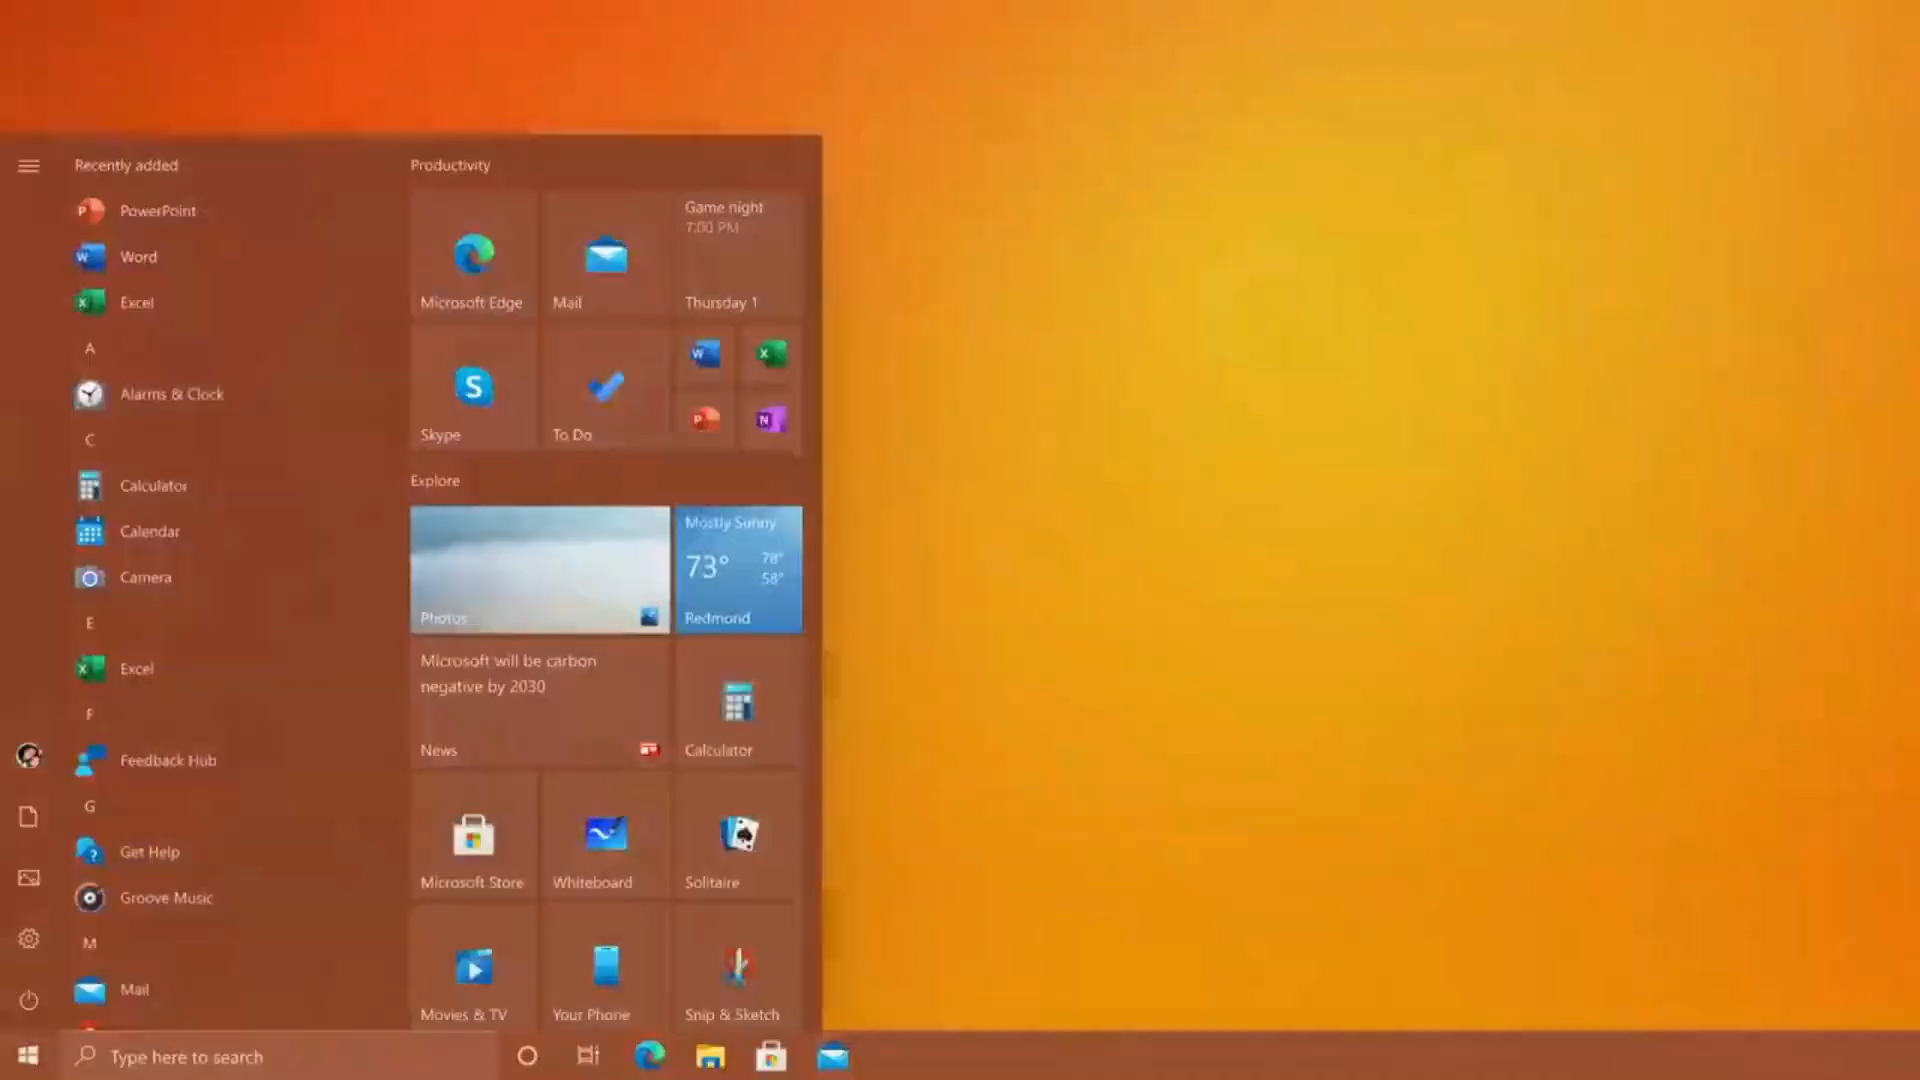 Recently added
PowerPoint
Word
Excel
A
Alarms & Clock
C
Calculator
Calendar
Camera
E
Excel
F
Feedback Hub
G
Get Help
Groove Music
M
Mail
Productivity
Microsoft Edge
Mail
Game night
7:00 PM
Thursday 1
Skype
To Do
Explore
Photos
Mostly Sunny
73°
78°
58°
Redmond
Microsoft will be carbon
negative by 2030
News
Calculator
Microsoft Store
Whiteboard
Solitaire
Movies & TV
Your Phone
Snip & Sketch
Type here to search